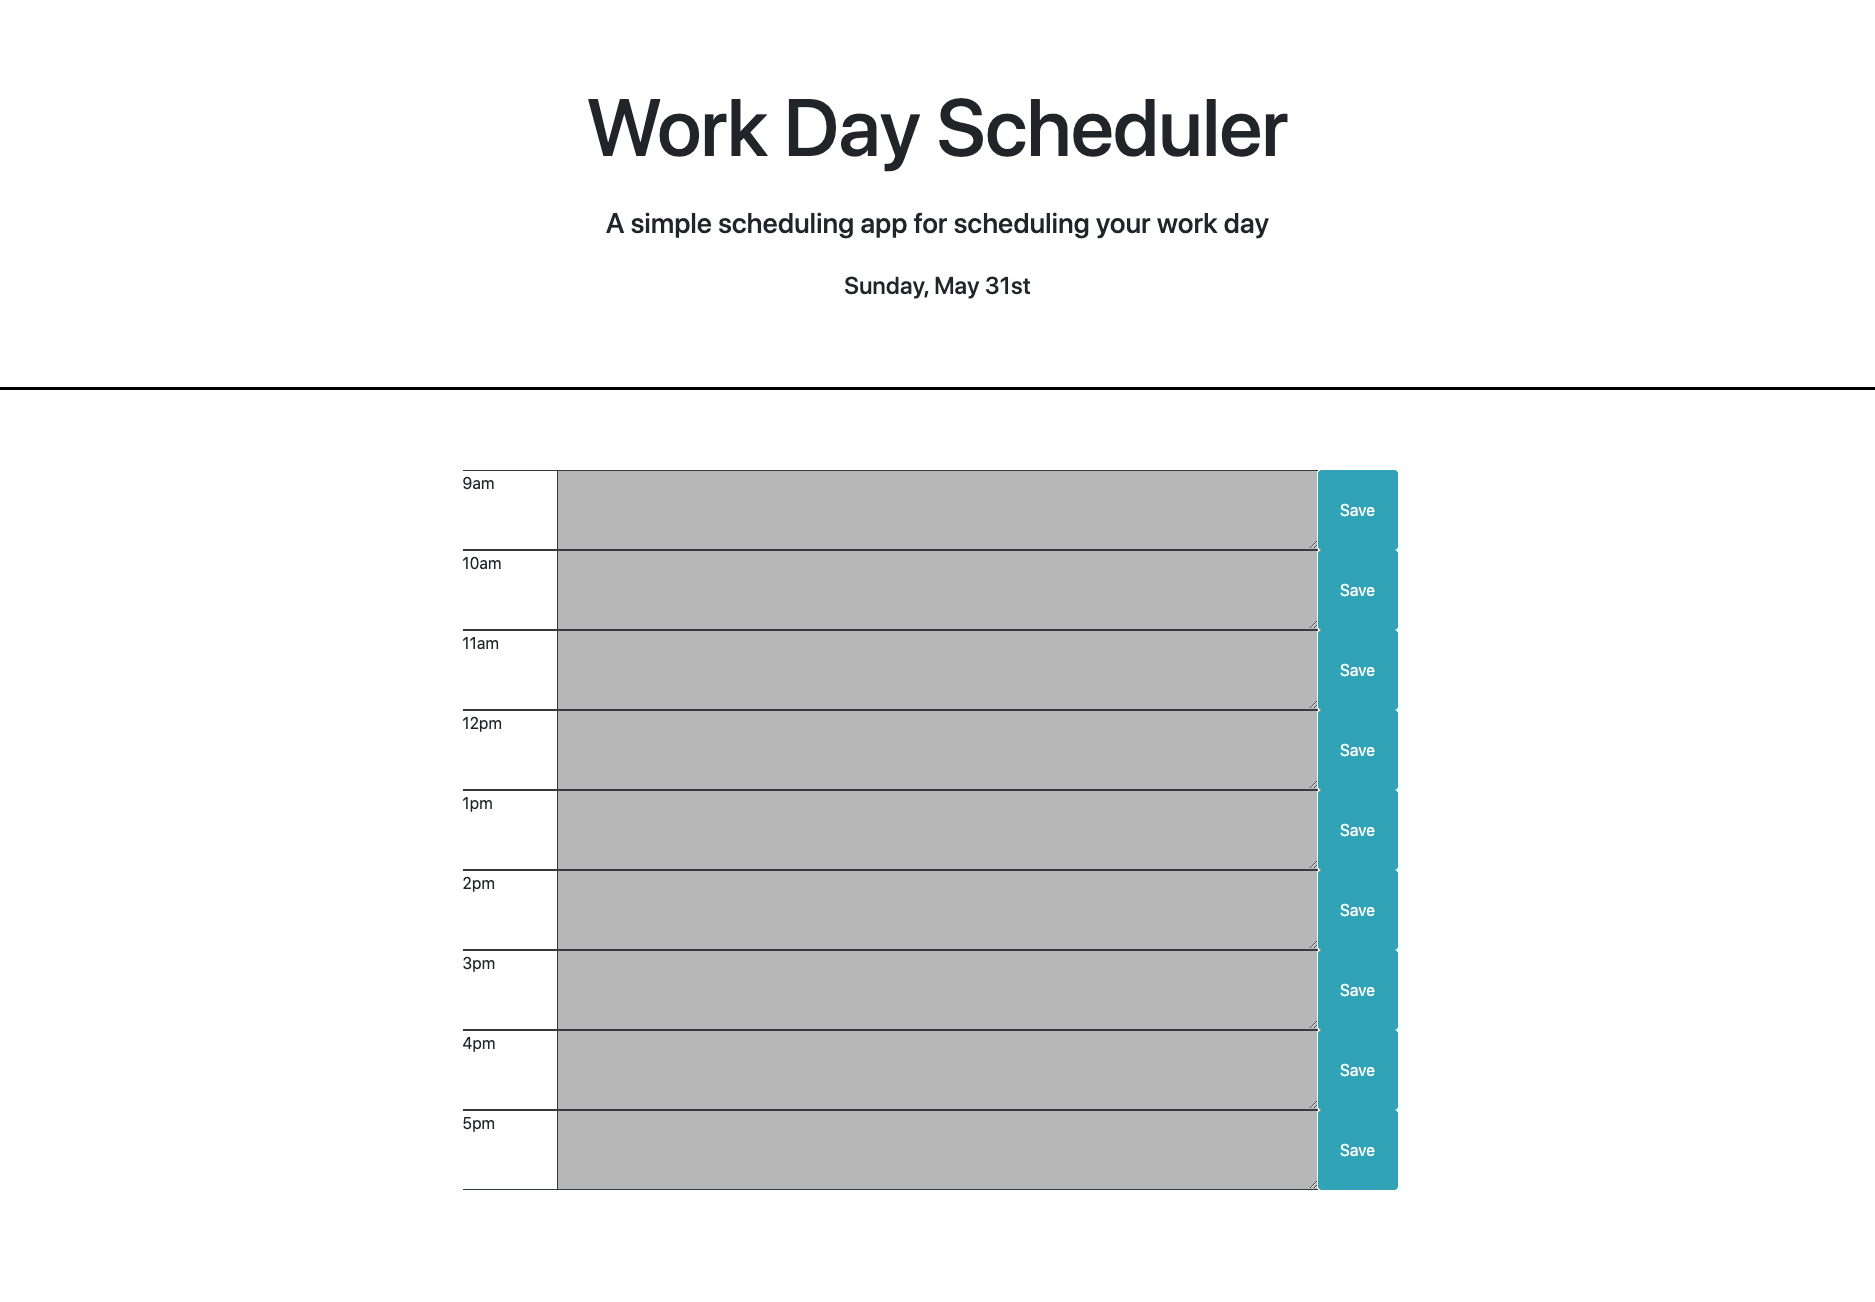 Work Day Scheduler
A simple scheduling app for scheduling your work day
Sunday, May 31st
9am Save
10am Save
11am Save
12pm Save
1pm Save
2pm Save
3pm Save
4pm Save
5pm Save